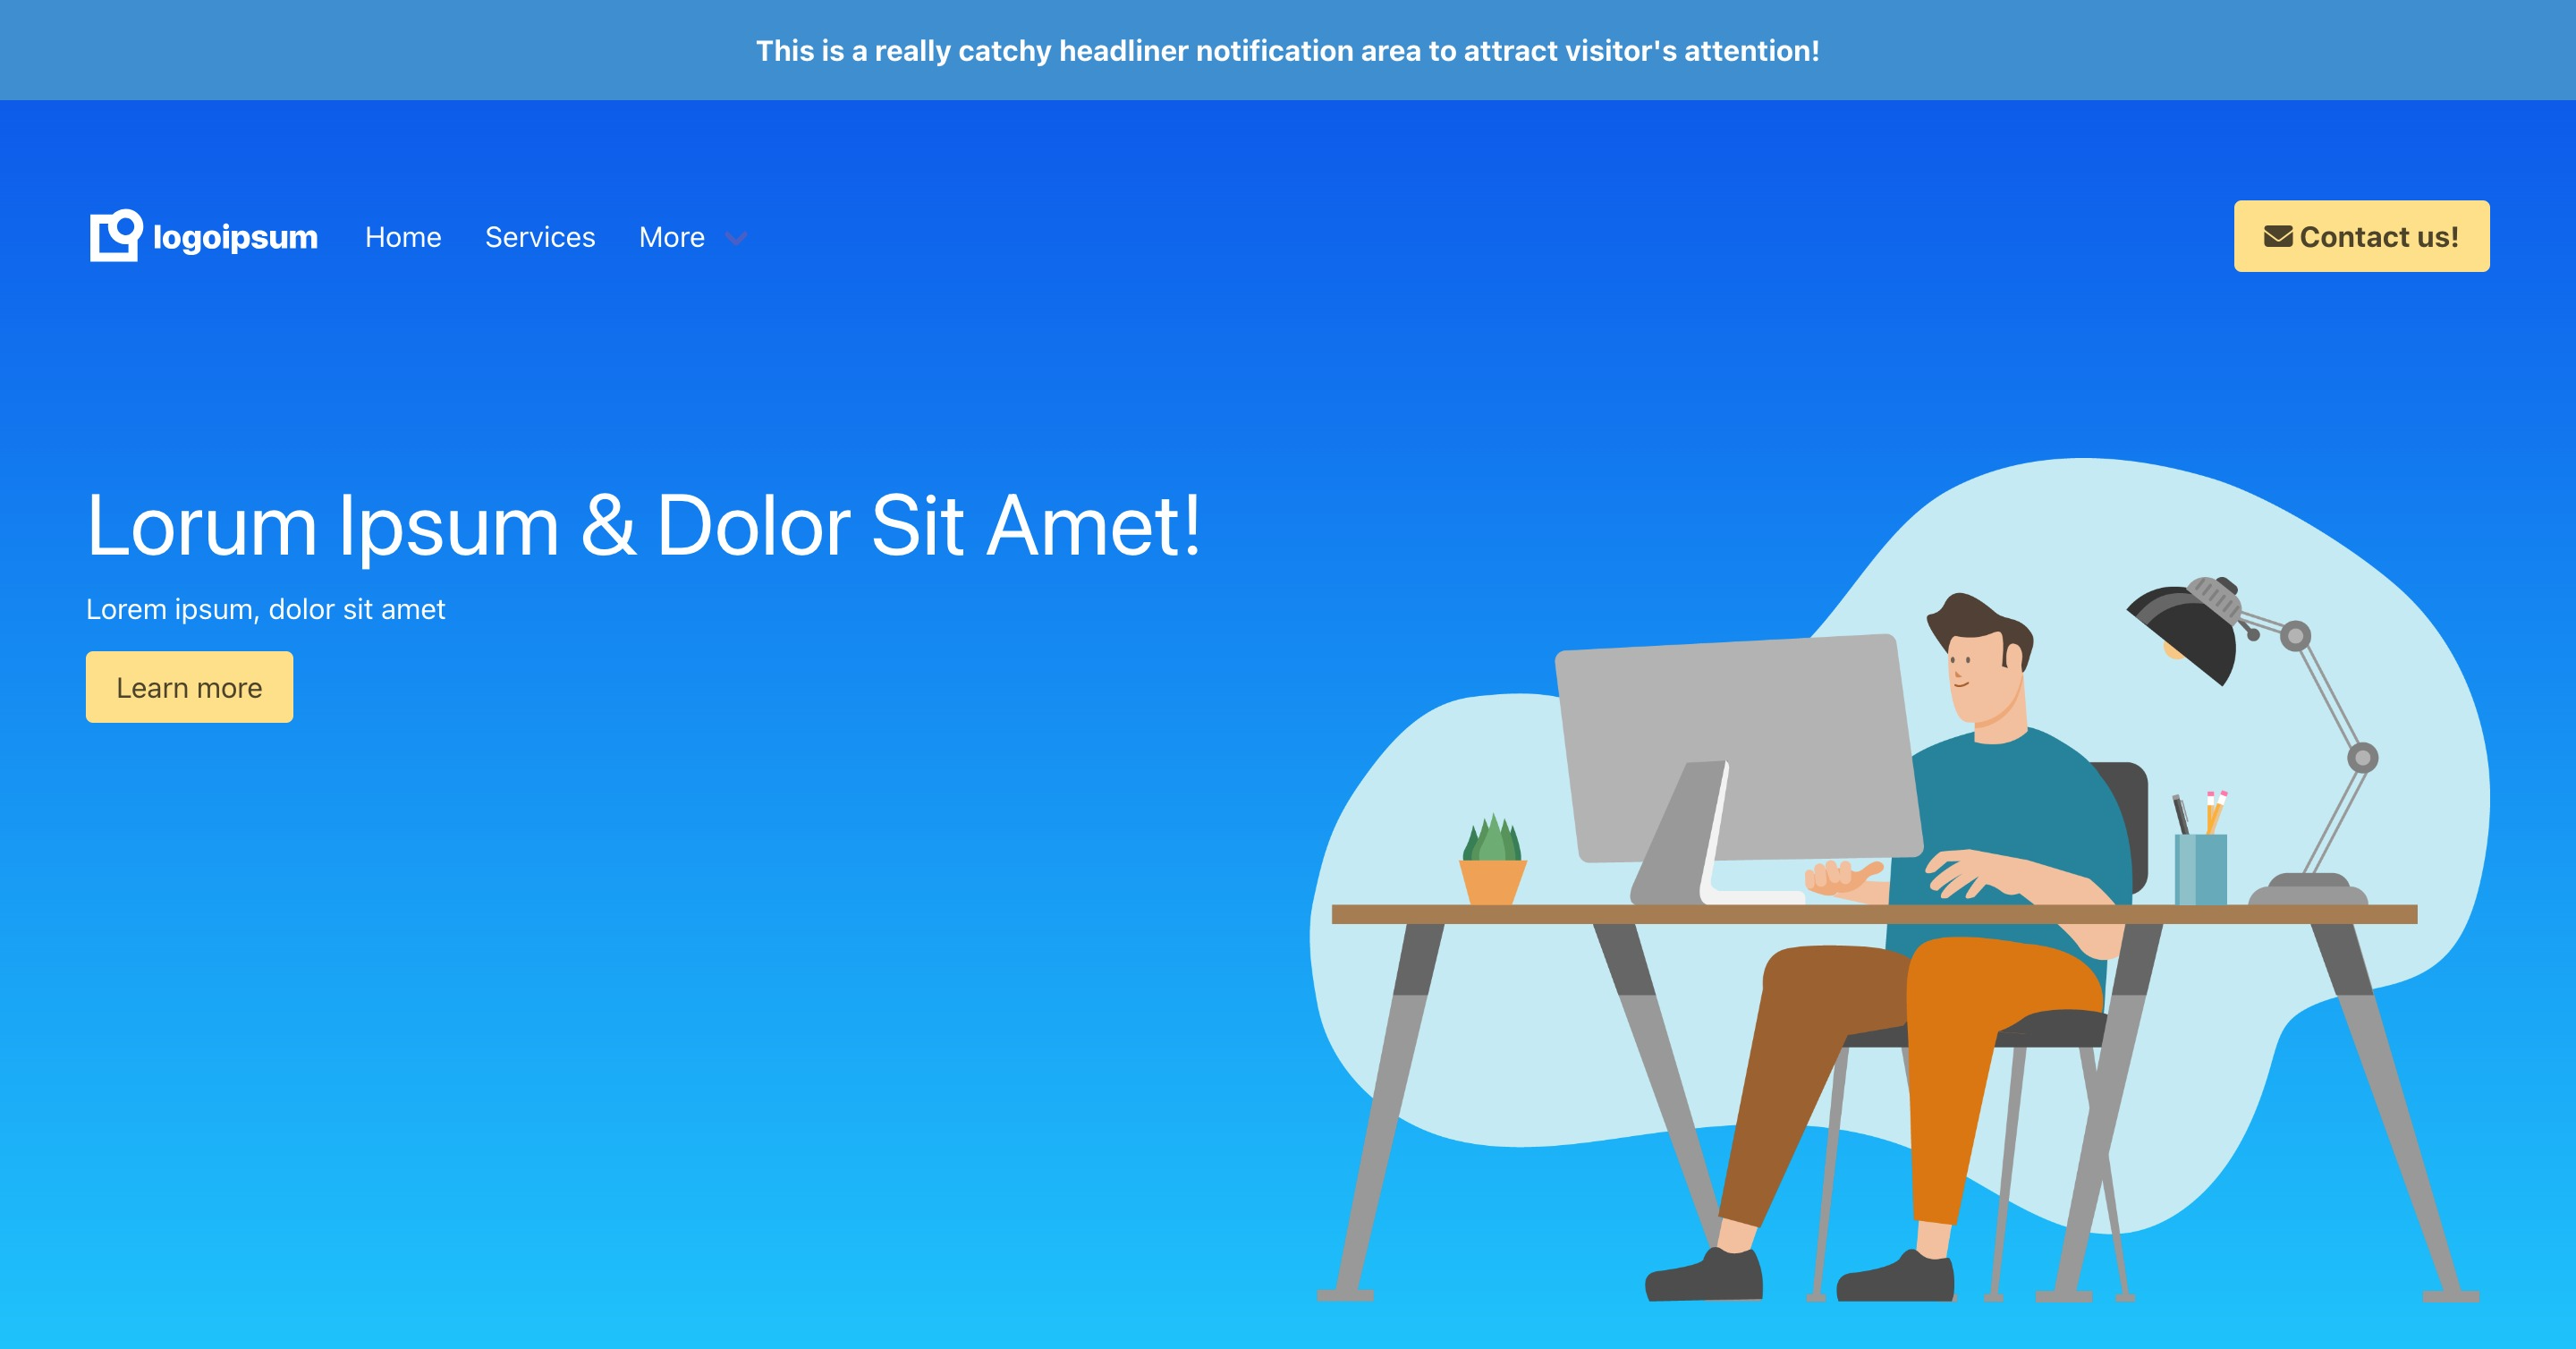 This is a really catchy headliner notification area to attract visitor's attention!
logoipsum Home Services More Contact us!
Lorum Ipsum & Dolor Sit Amet!
Lorem ipsum, dolor sit amet
Learn more